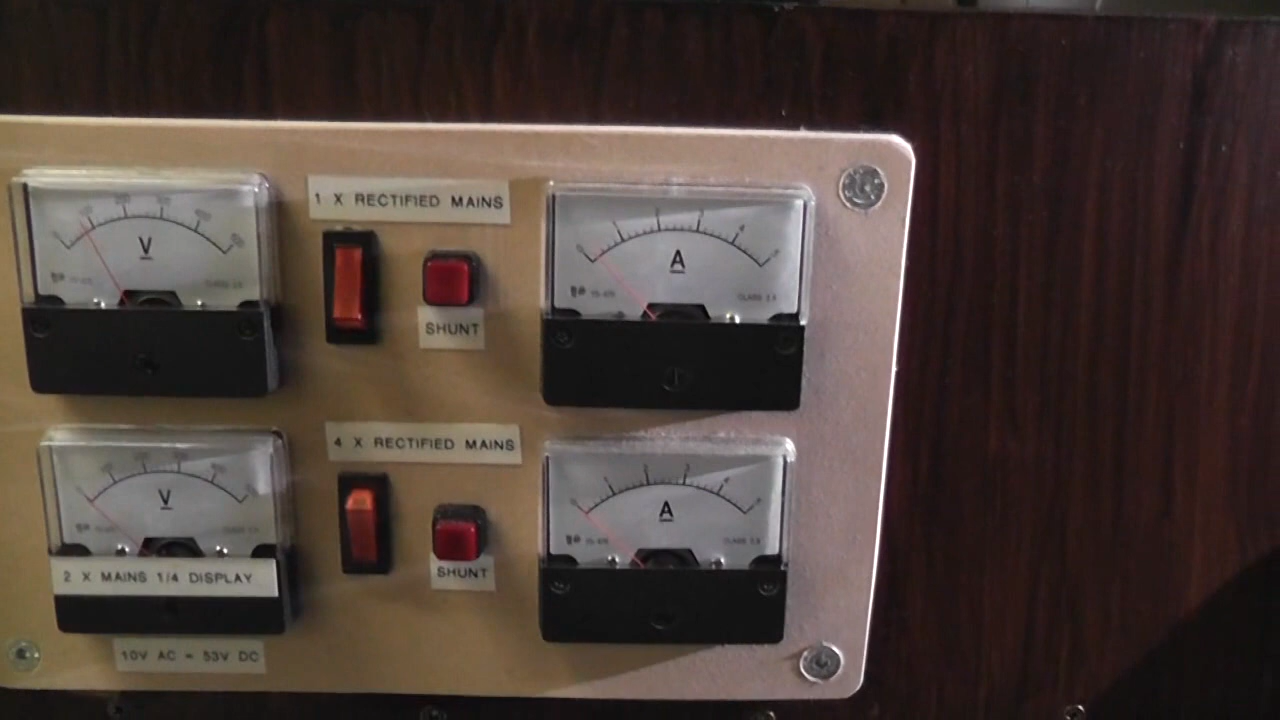 1 X RECTIFIED MAINS
V
A
SHUNT
4 X RECTIFIED MAINS
V
A
SHUNT
2 X MAINS 1/4 DISPLAY
10V AC = 53V DC